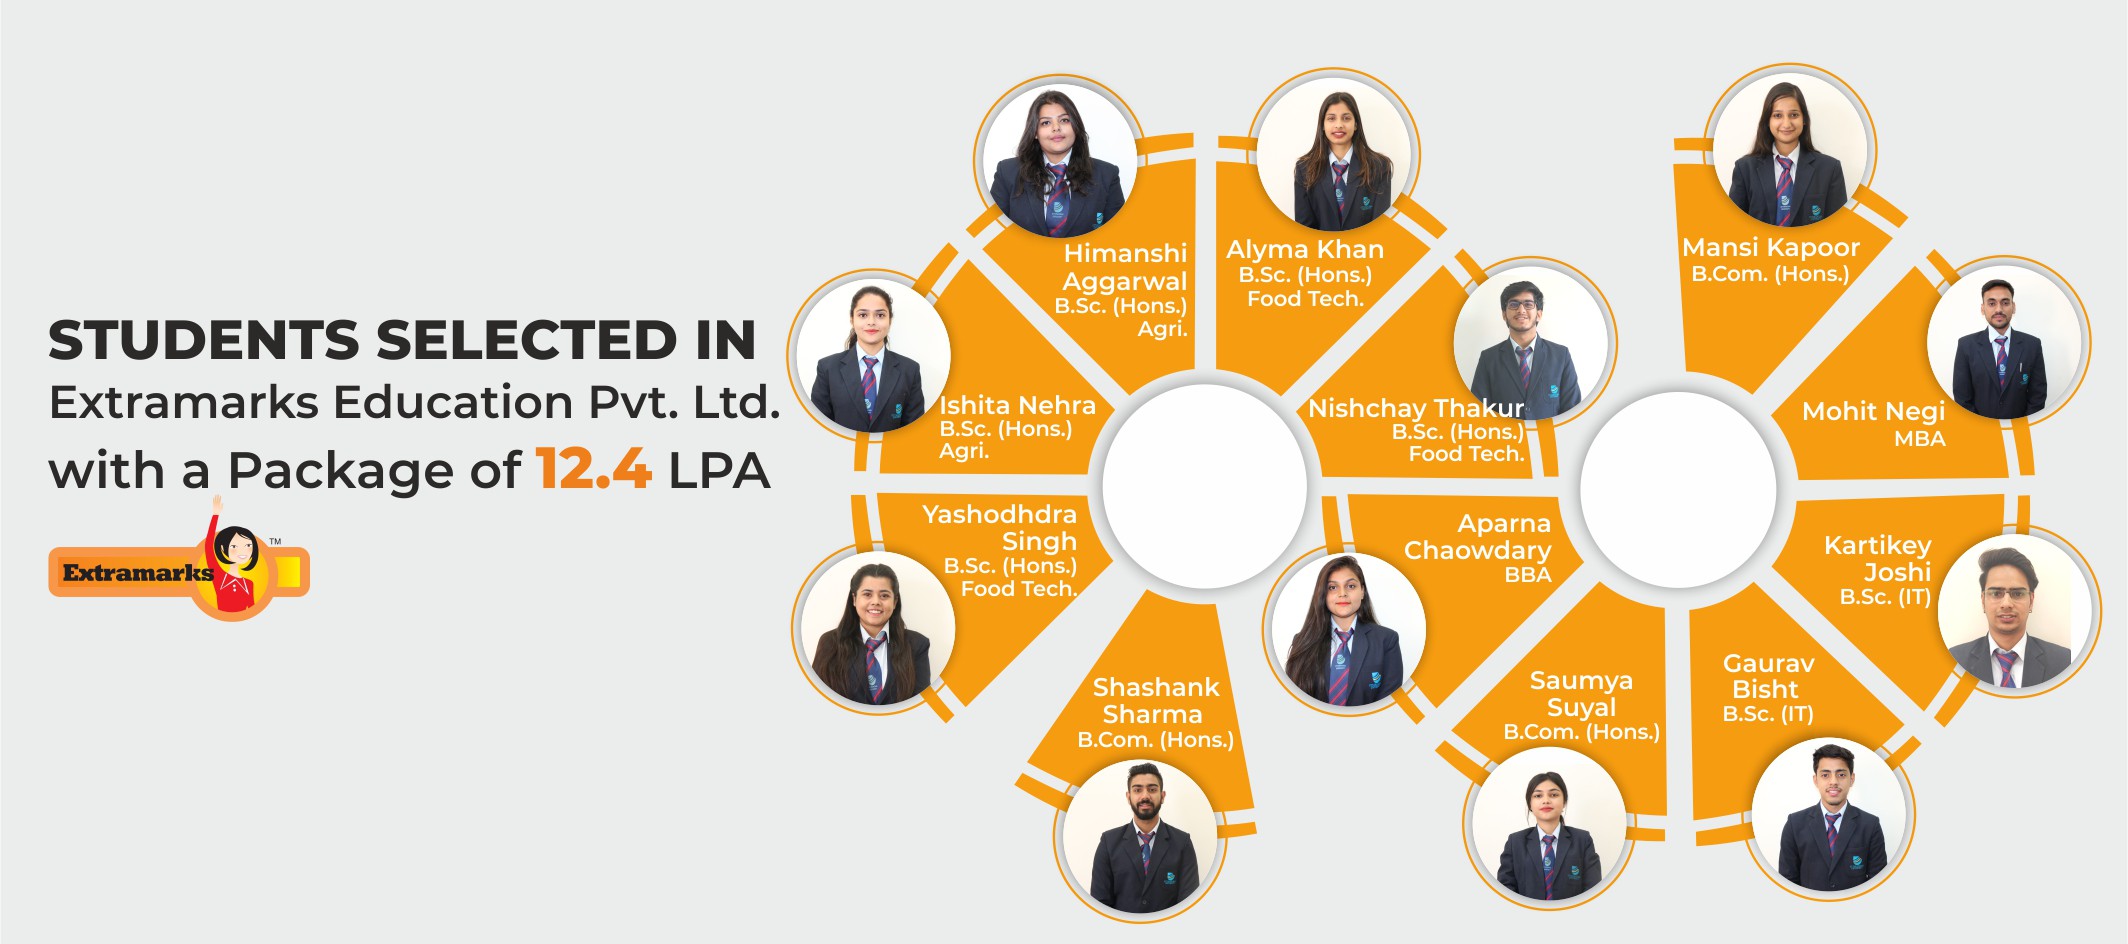 STUDENTS SELECTED IN
Extramarks Education Pvt. Ltd.
with a Package of 12.4 LPA
Extramarks
TM
Himanshi
Aggarwal
B.Sc. (Hons.)
Agri.
Alyma Khan
B.Sc. (Hons.)
Food Tech.
Ishita Nehra
B.Sc. (Hons.)
Agri.
Nishchay Thakur
B.Sc. (Hons.)
Food Tech.
Yashodhdra
Singh
B.Sc. (Hons.)
Food Tech.
Shashank
Sharma
B.Com. (Hons.)
Mansi Kapoor
B.Com. (Hons.)
Mohit Negi
MBA
Aparna
Chaowdary
BBA
Kartikey
Joshi
B.Sc. (IT)
Saumya
Suyal
B.Com. (Hons.)
Gaurav
Bisht
B.Sc. (IT)